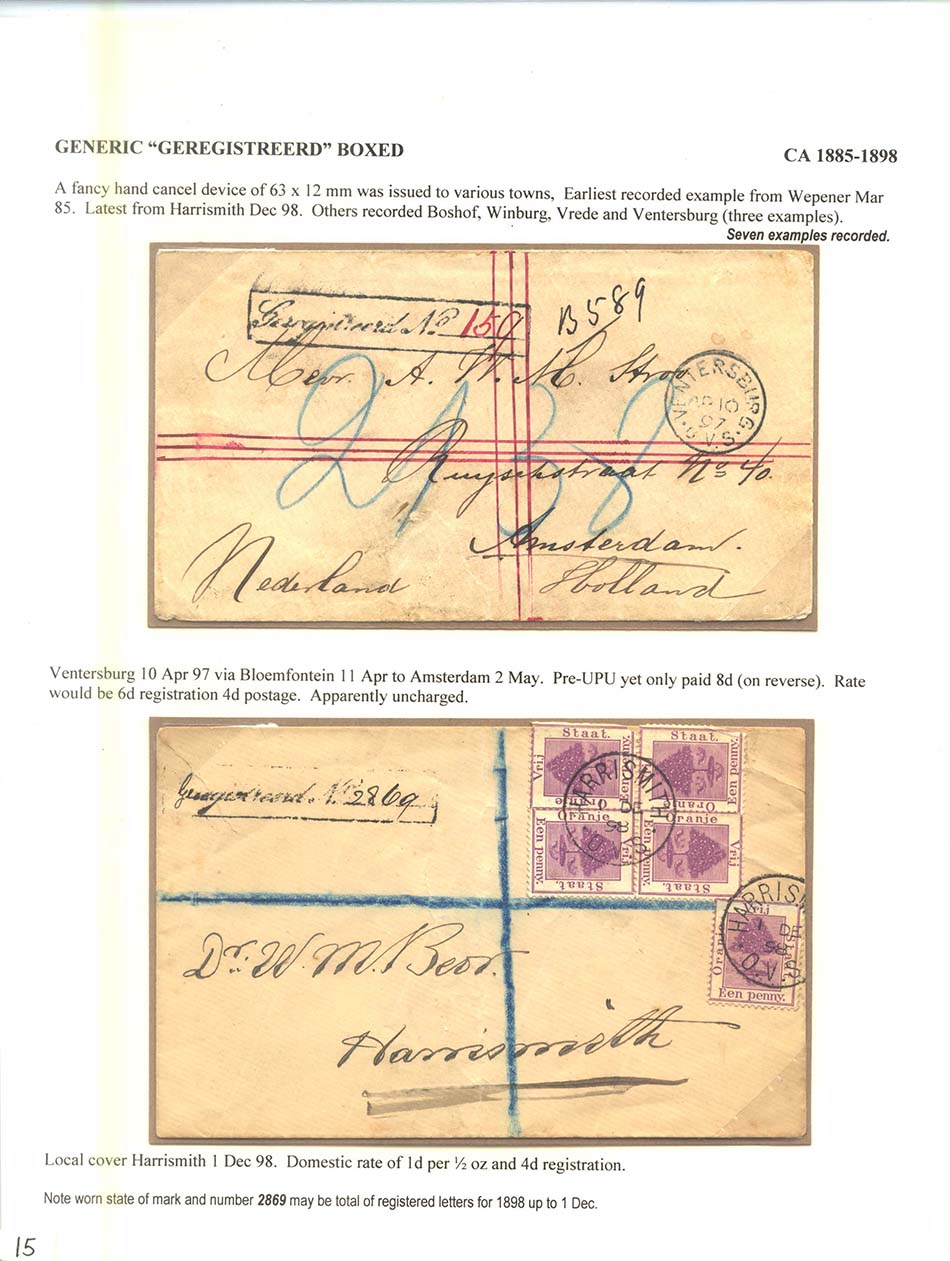 GENERIC “GEREGISTREERD” BOXED
CA 1885-1898
A fancy hand cancel device of 63 x 12 mm was issued to various towns, Earliest recorded example from Wepener Mar
85. Latest from Harrismith Dec 98. Others recorded Boshof, Winburg, Vrede and Ventersburg (three examples).
Seven examples recorded.
Geregistreerd No 159
B589
Mevr. A. W. M. Stroo
VENTERSBURG
AP 10
97
O.V.S.
2138
Ruyschstraat No 40.
Amsterdam.
Nederland
Holland
Ventersburg 10 Apr 97 via Bloemfontein 11 Apr to Amsterdam 2 May. Pre-UPU yet only paid 8d (on reverse). Rate
would be 6d registration 4d postage. Apparently uncharged.
Staat. Staat.
Vrij Een penny. Een penny.
Oranje Oranje
HARRISMITH
1 DE
98
Oranje Oranje
Een penny. Vrij Een penny. Vrij
Staat. Staat.
Geregistreerd No 2869
HARRISM
1 DE
98
Vrij
Oranje Staat.
Een penny.
Dr. W. M. Beor.
Harrismith
Local cover Harrismith 1 Dec 98. Domestic rate of 1d per ½ oz and 4d registration.
Note worn state of mark and number 2869 may be total of registered letters for 1898 up to 1 Dec.
15